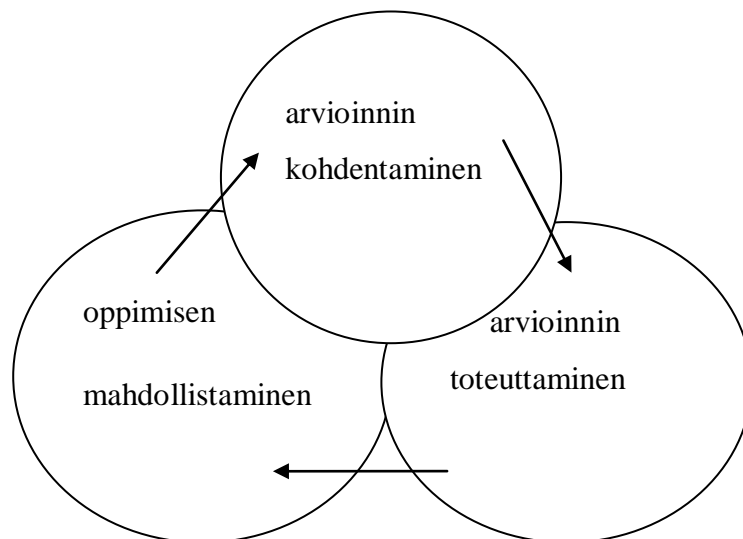 arvioinnin
kohdentaminen
oppimisen
mahdollistaminen
arvioinnin
toteuttaminen